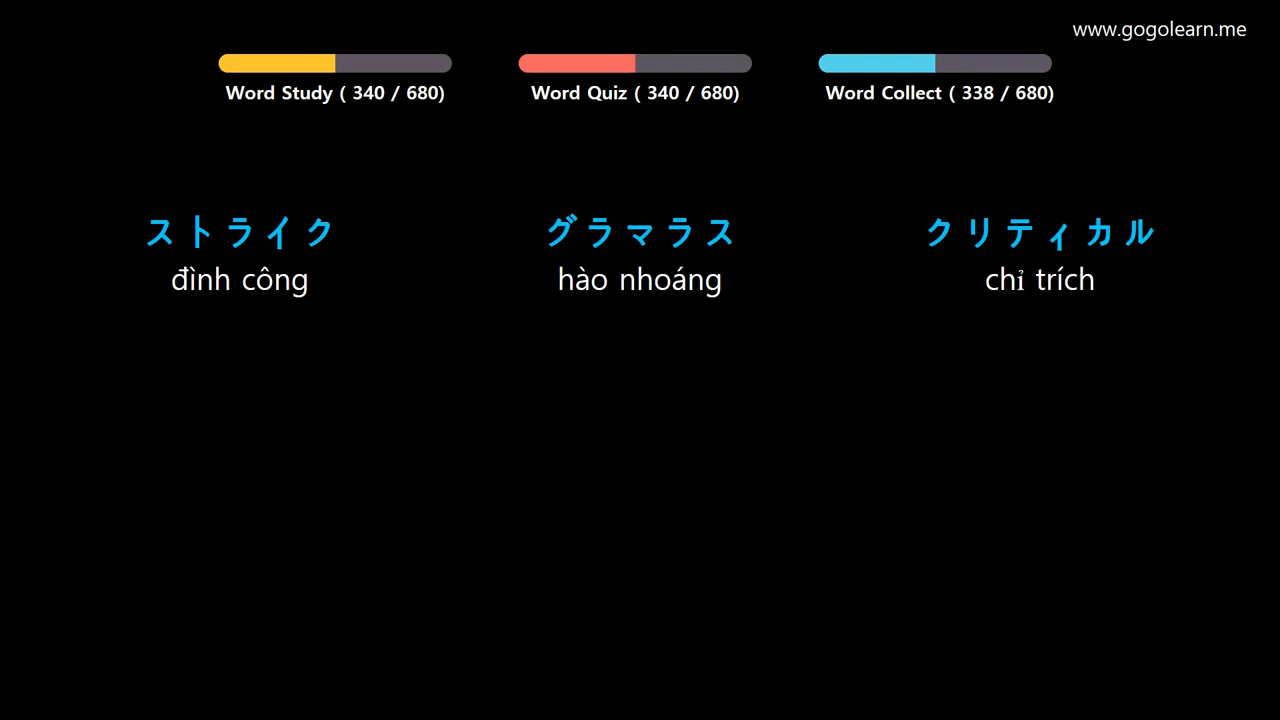 www.gogolearn.me
Word Study ( 340 / 680)
Word Quiz ( 340 / 680)
Word Collect ( 338 / 680)
ストライク
đình công
グラマラス
hào nhoáng
クリティカル
chỉ trích